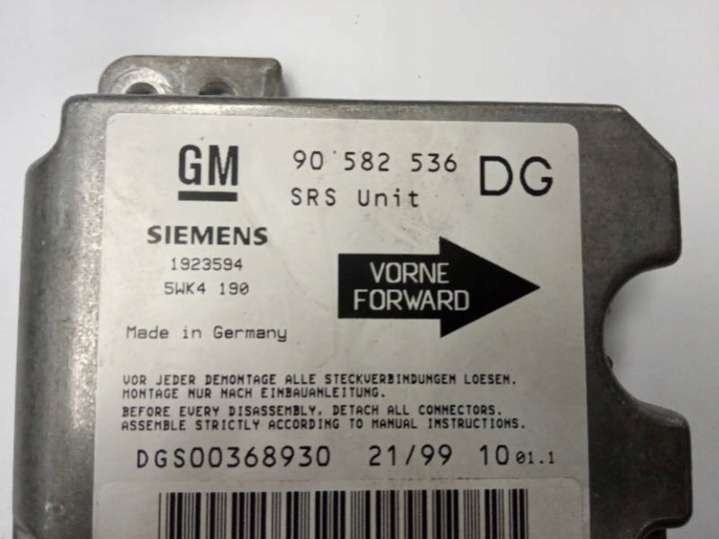 GM 90 582 536 DG
SRS Unit
SIEMENS
1923594
5WK4 190
VORNE
FORWARD
Made in Germany
VOR JEDER DEMONTAGE ALLE STECKVERBINDUNGEN LOESEN.
MONTAGE NUR NACH EINBAUANLEITUNG.
BEFORE EVERY DISASSEMBLY, DETACH ALL CONNECTORS.
ASSEMBLE STRICTLY ACCORDING TO MANUAL INSTRUCTIONS.
DGS00368930 21/99 10 01.1